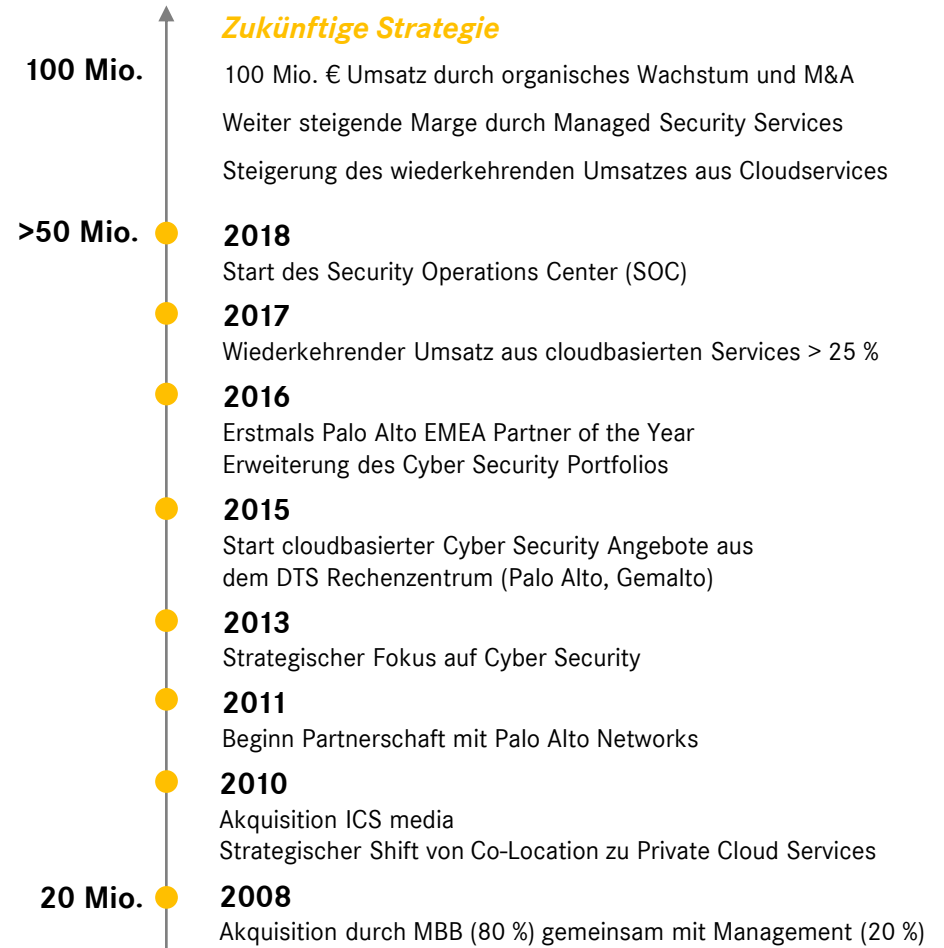 Zukünftige Strategie
100 Mio.
100 Mio. € Umsatz durch organisches Wachstum und M&A
Weiter steigende Marge durch Managed Security Services
Steigerung des wiederkehrenden Umsatzes aus Cloudservices
>50 Mio.
2018
Start des Security Operations Center (SOC)
2017
Wiederkehrender Umsatz aus cloudbasierten Services > 25 %
2016
Erstmals Palo Alto EMEA Partner of the Year
Erweiterung des Cyber Security Portfolios
2015
Start cloudbasierter Cyber Security Angebote aus
dem DTS Rechenzentrum (Palo Alto, Gemalto)
2013
Strategischer Fokus auf Cyber Security
2011
Beginn Partnerschaft mit Palo Alto Networks
2010
Akquisition ICS media
Strategischer Shift von Co-Location zu Private Cloud Services
20 Mio.
2008
Akquisition durch MBB (80 %) gemeinsam mit Management (20 %)